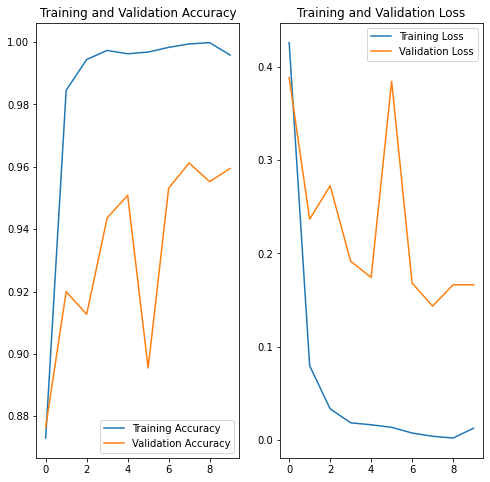 Training and Validation Accuracy
1.00
0.98
0.96
0.94
0.92
0.90
0.88
0 2 4 6 8
Training Accuracy
Validation Accuracy
Training and Validation Loss
Training Loss
Validation Loss
0.4
0.3
0.2
0.1
0.0
0 2 4 6 8